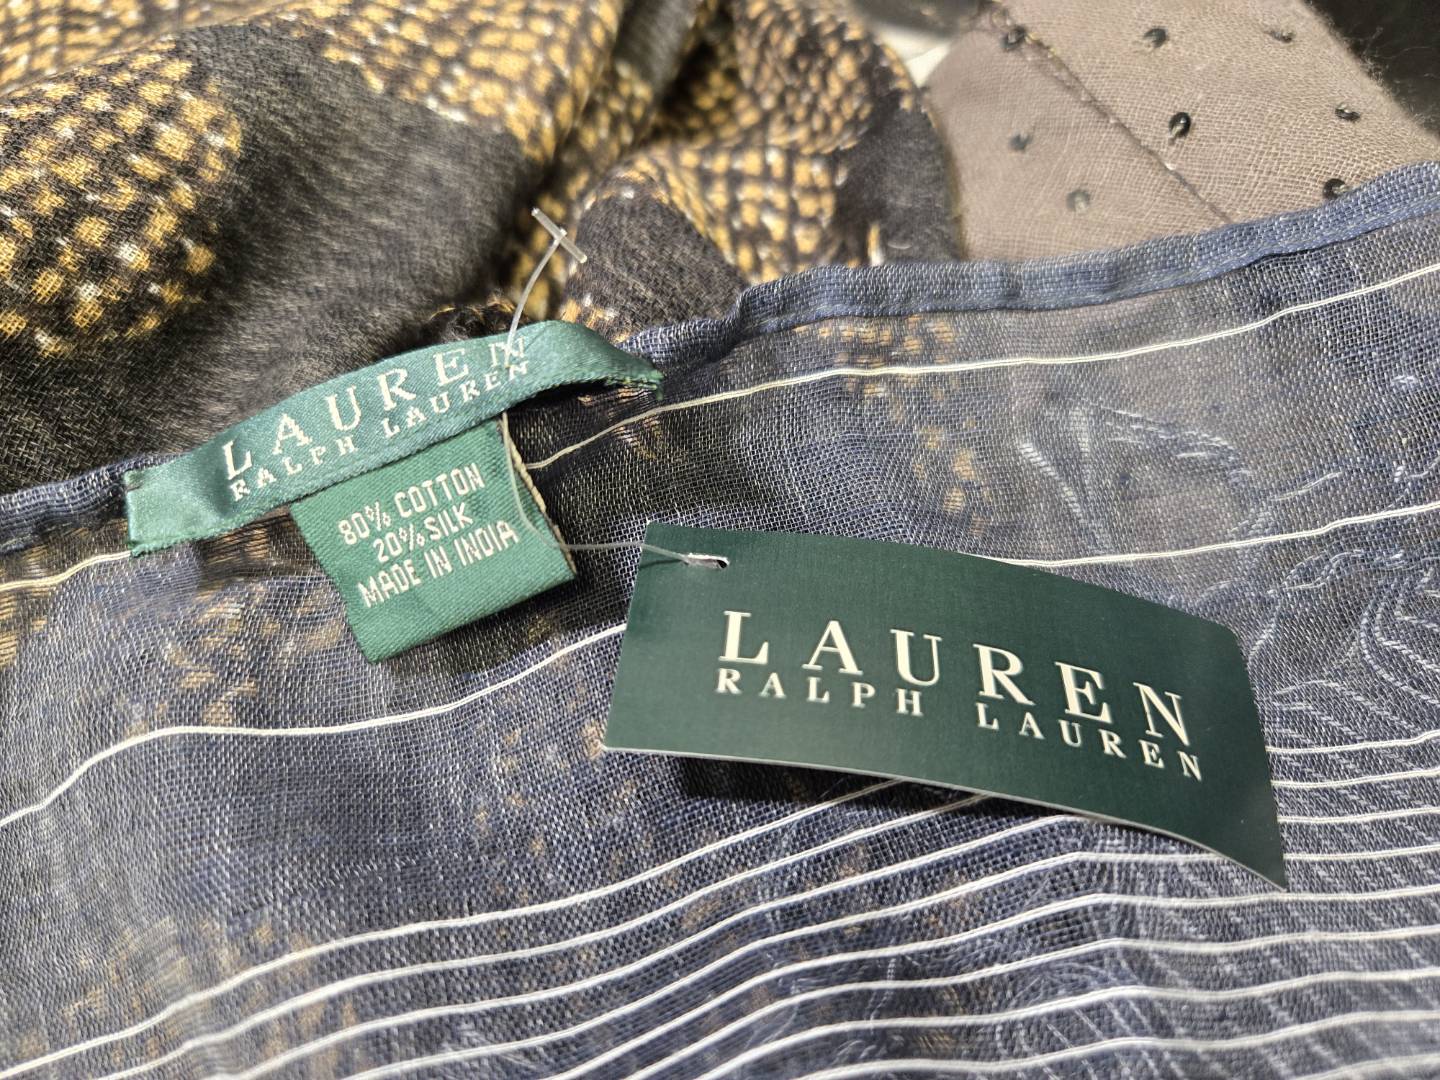 LAUREN
RALPH LAUREN
80% COTTON
20% SILK
MADE IN INDIA
LAUREN
RALPH LAUREN